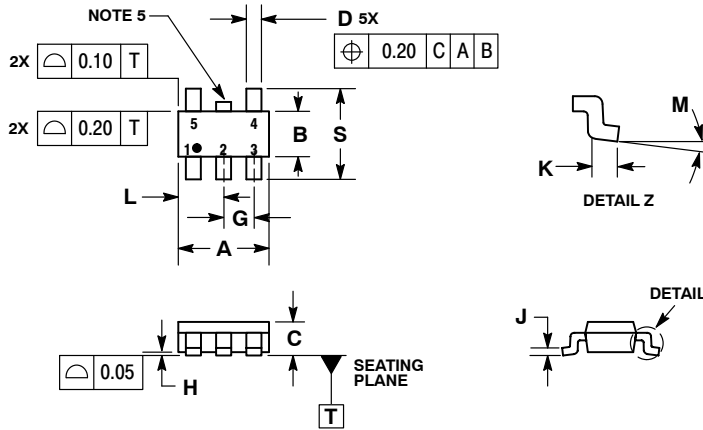 NOTE 5
D 5X
⌖ 0.20 C A B
2X ⌓ 0.10 T
2X ⌓ 0.20 T
5 4
1 2 3
B
S
L
G
A
M
K
DETAIL Z
C
⌓ 0.05
H
SEATING
PLANE
T
J
DETAIL